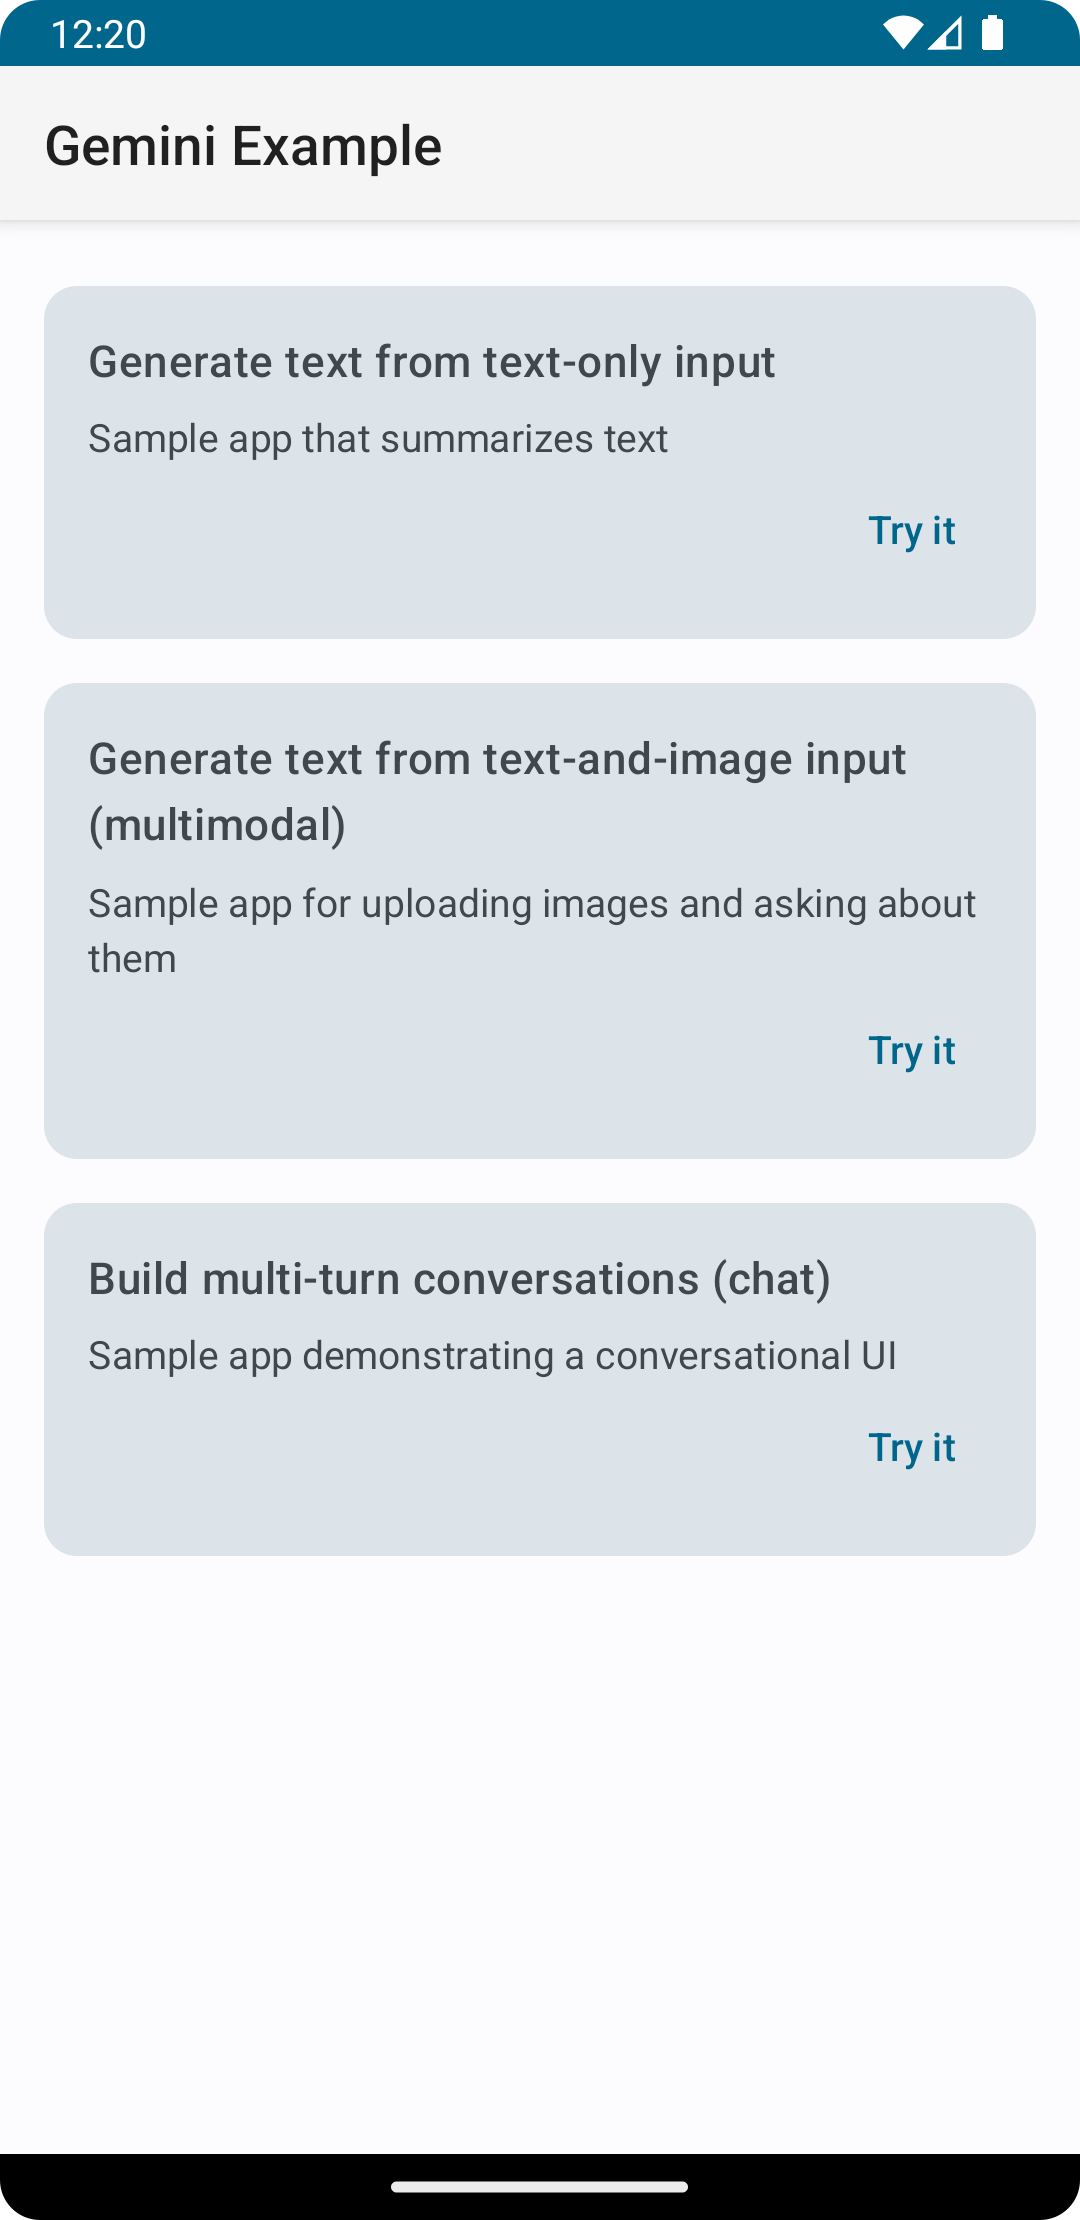 12:20
Gemini Example
Generate text from text-only input
Sample app that summarizes text
Try it
Generate text from text-and-image input
(multimodal)
Sample app for uploading images and asking about
them
Try it
Build multi-turn conversations (chat)
Sample app demonstrating a conversational UI
Try it